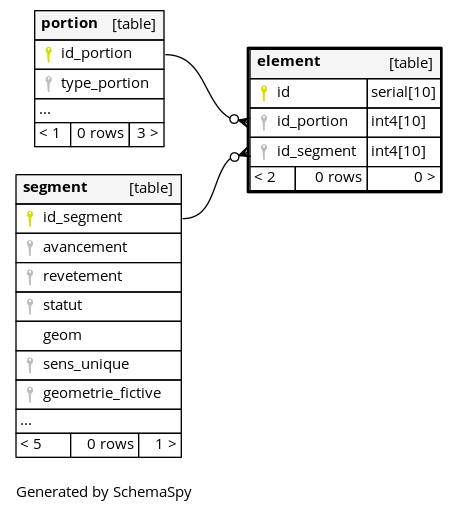 portion [table]
id_portion
type_portion
...
< 1 0 rows 3 >
element [table]
id serial[10]
id_portion int4[10]
id_segment int4[10]
< 2 0 rows 0 >
segment [table]
id_segment
avancement
revetement
statut
geom
sens_unique
geometrie_fictive
...
< 5 0 rows 1 >
Generated by SchemaSpy